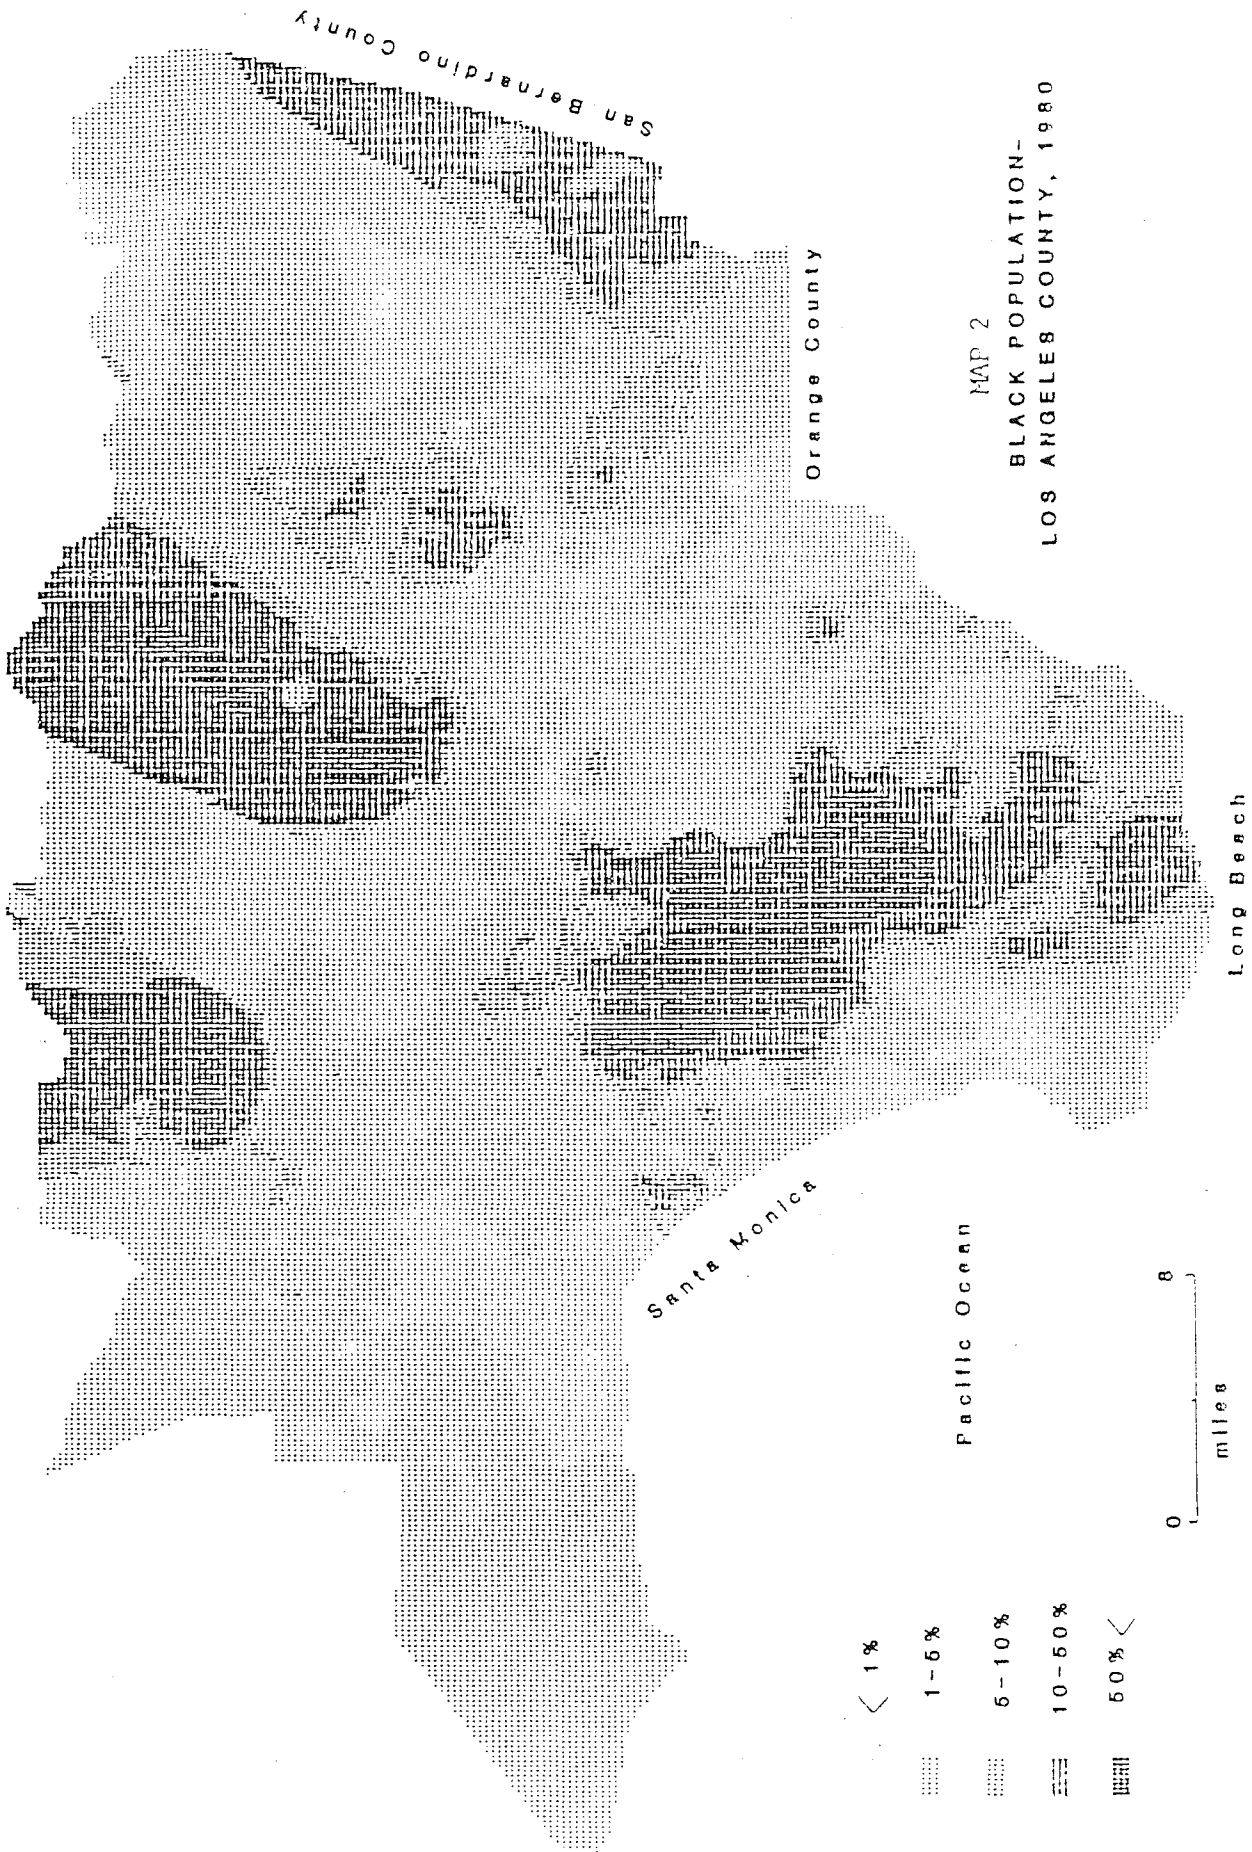 San Bernardino County
Orange County
MAP 2
BLACK POPULATION-
LOS ANGELES COUNTY, 1980
Santa Monica
Long Beach
Pacific Ocean
< 1%
1-5%
5-10%
10-50%
50% <
0 8
miles